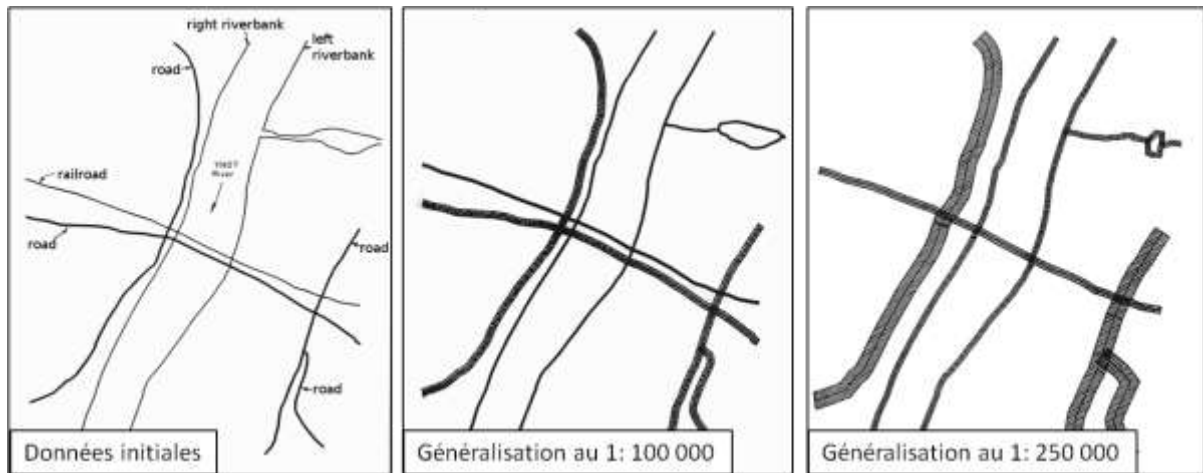 right riverbank
left
riverbank
road
railroad
River
road
road
road
Données initiales
Généralisation au 1: 100 000
Généralisation au 1: 250 000